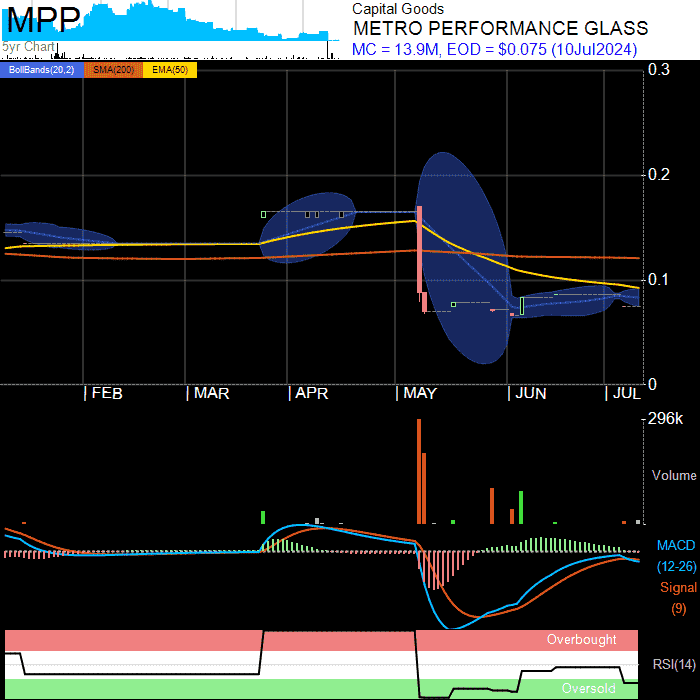 MPP
5yr Chart
Capital Goods
METRO PERFORMANCE GLASS
MC = 13.9M, EOD = $0.075 (10Jul2024)
BollBands(20,2) SMA(200) EMA(50)
0.3
0.2
0.1
0
FEB MAR APR MAY JUN JUL
296k
Volume
MACD
(12-26)
Signal
(9)
Overbought
RSI(14)
Oversold